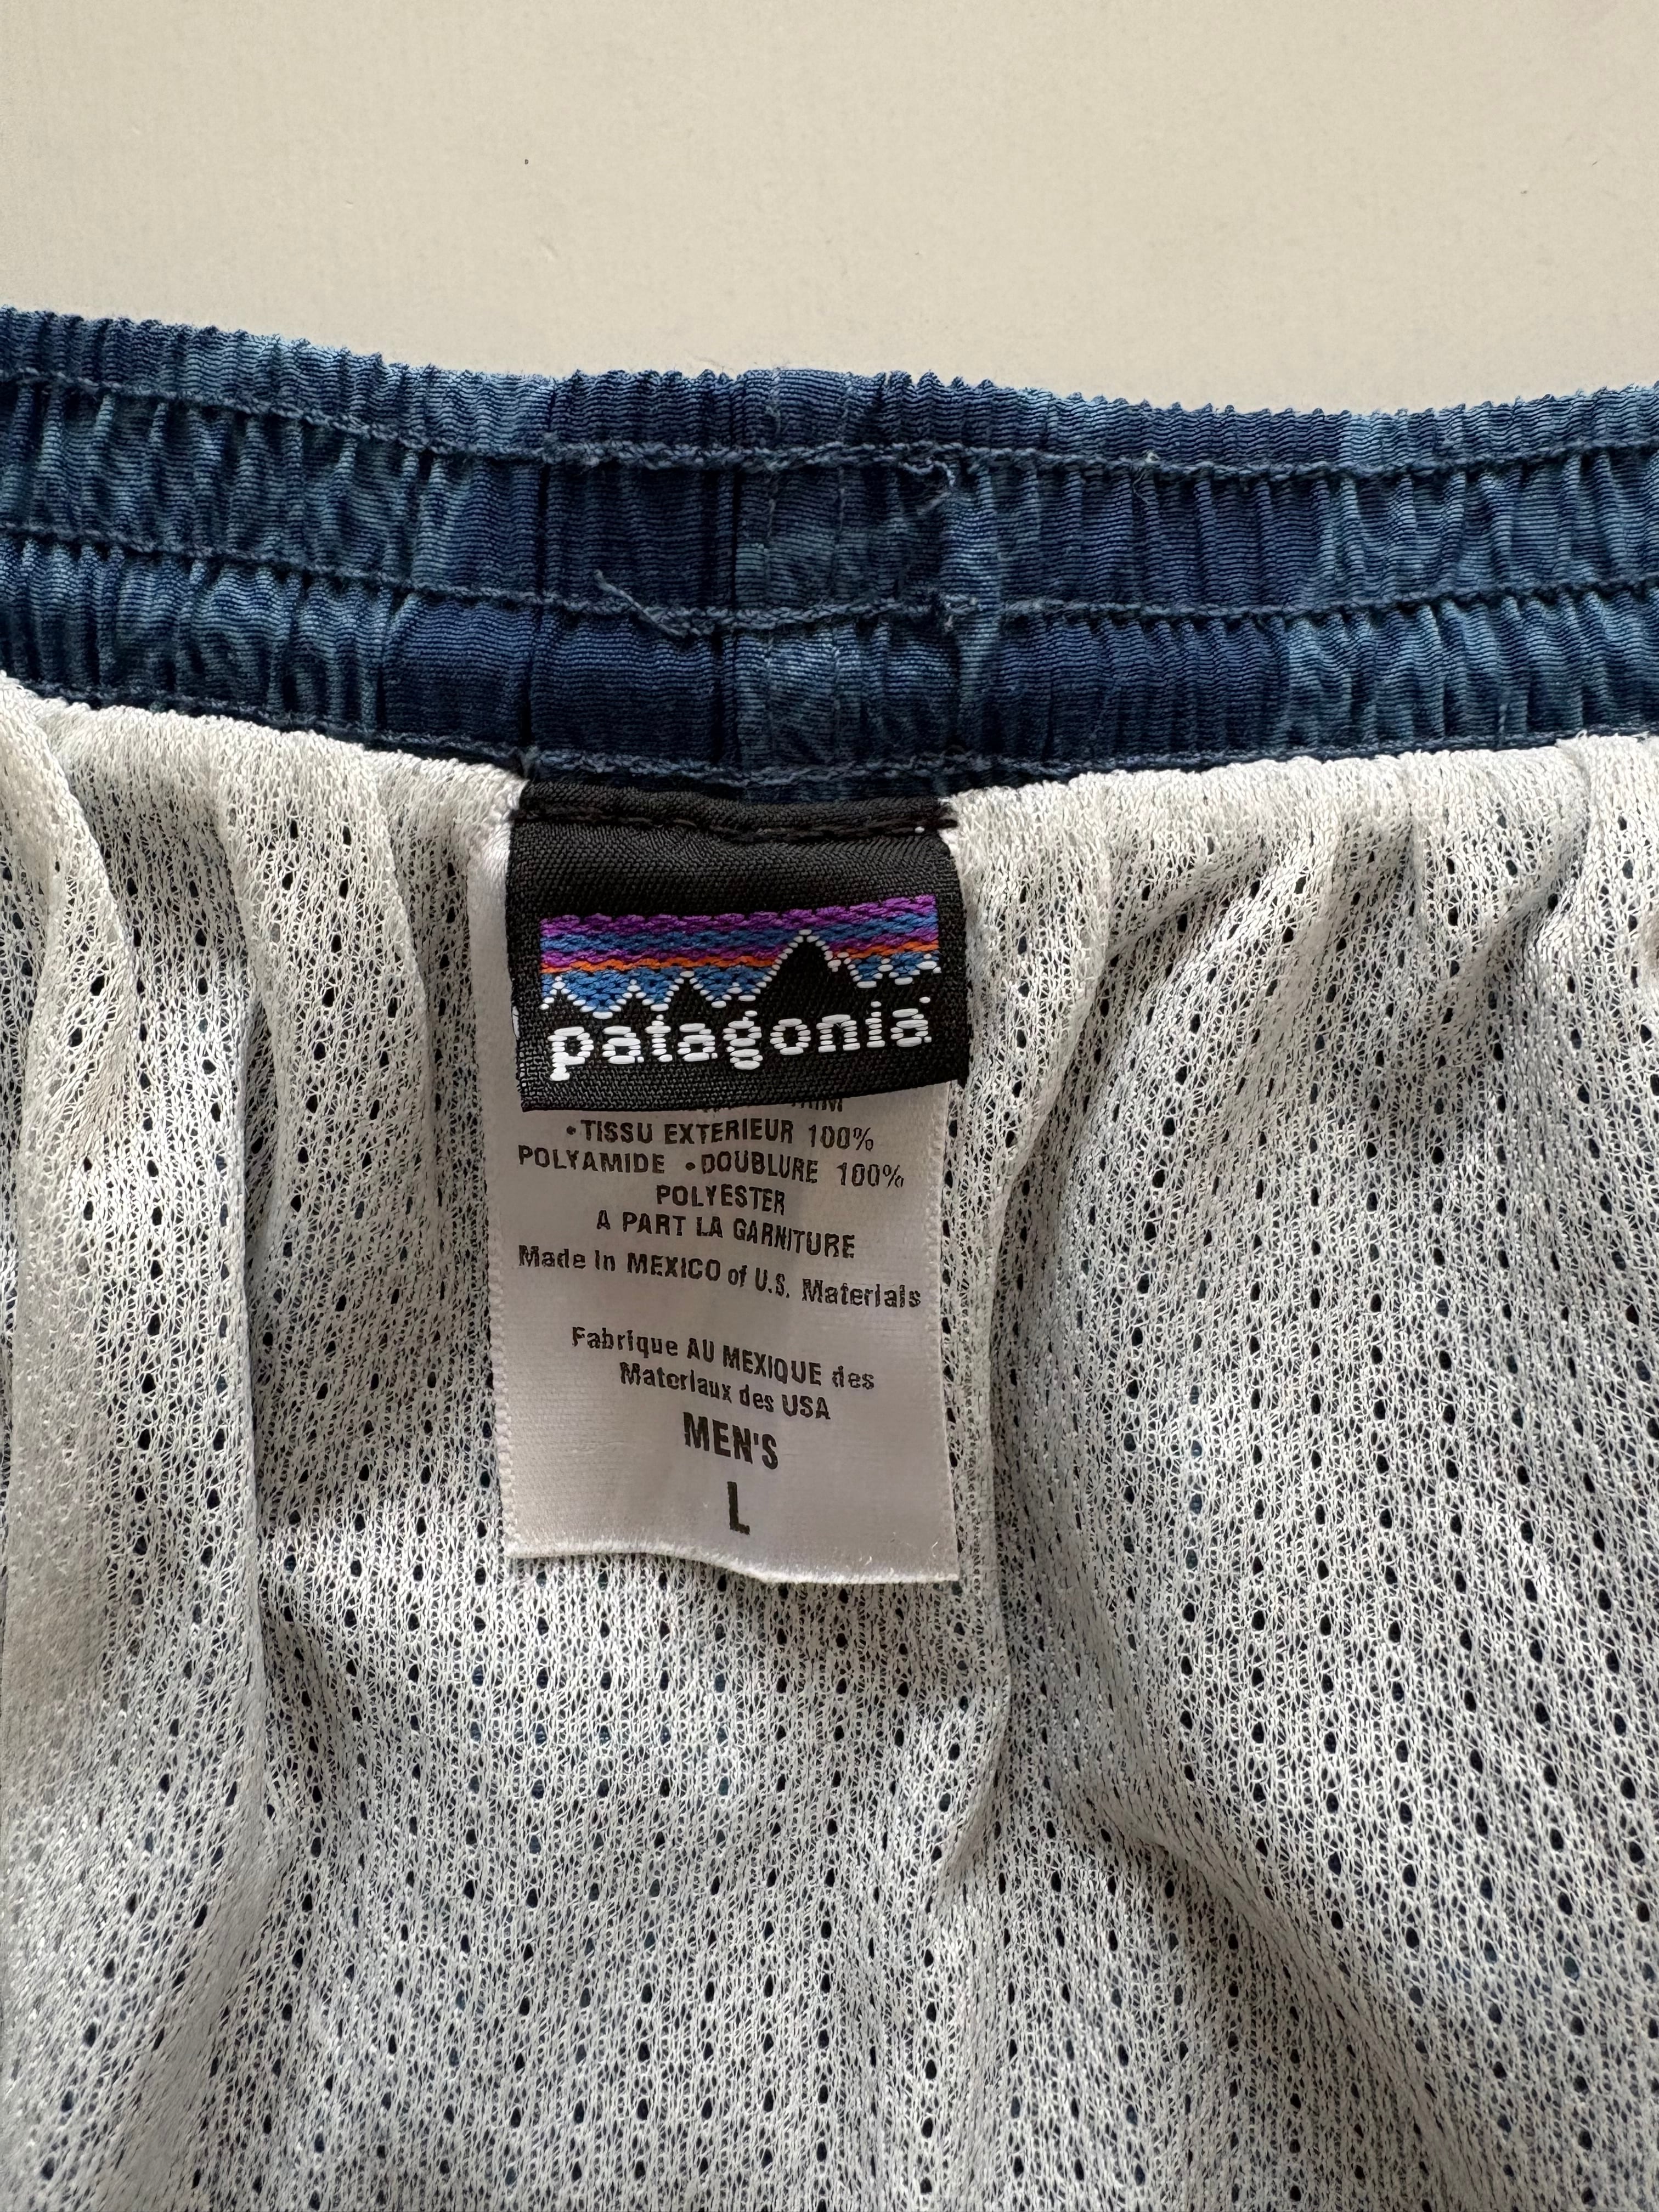 patagonia
•TISSU EXTERIEUR 100%
POLYAMIDE •DOUBLURE 100%
POLYESTER
A PART LA GARNITURE
Made in MEXICO of U.S. Materials
Fabrique AU MEXIQUE des
Materiaux des USA
MEN'S
L